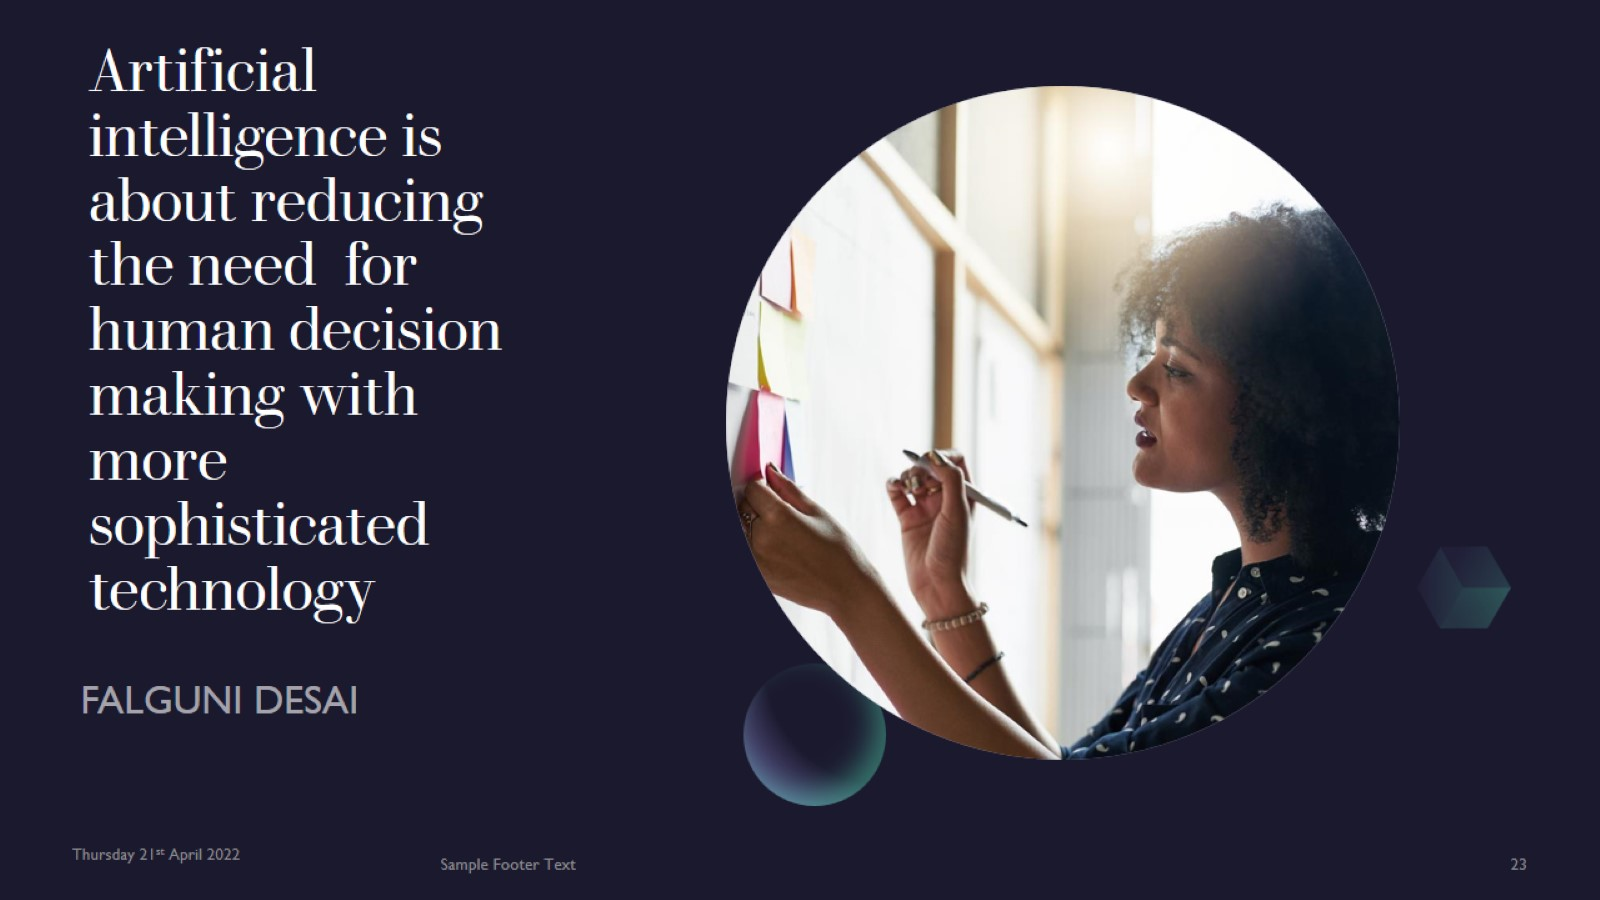 Artificial
intelligence is
about reducing
the need  for
human decision
making with
more
sophisticated
technology
FALGUNI DESAI
Thursday 21st April 2022
Sample Footer Text
23